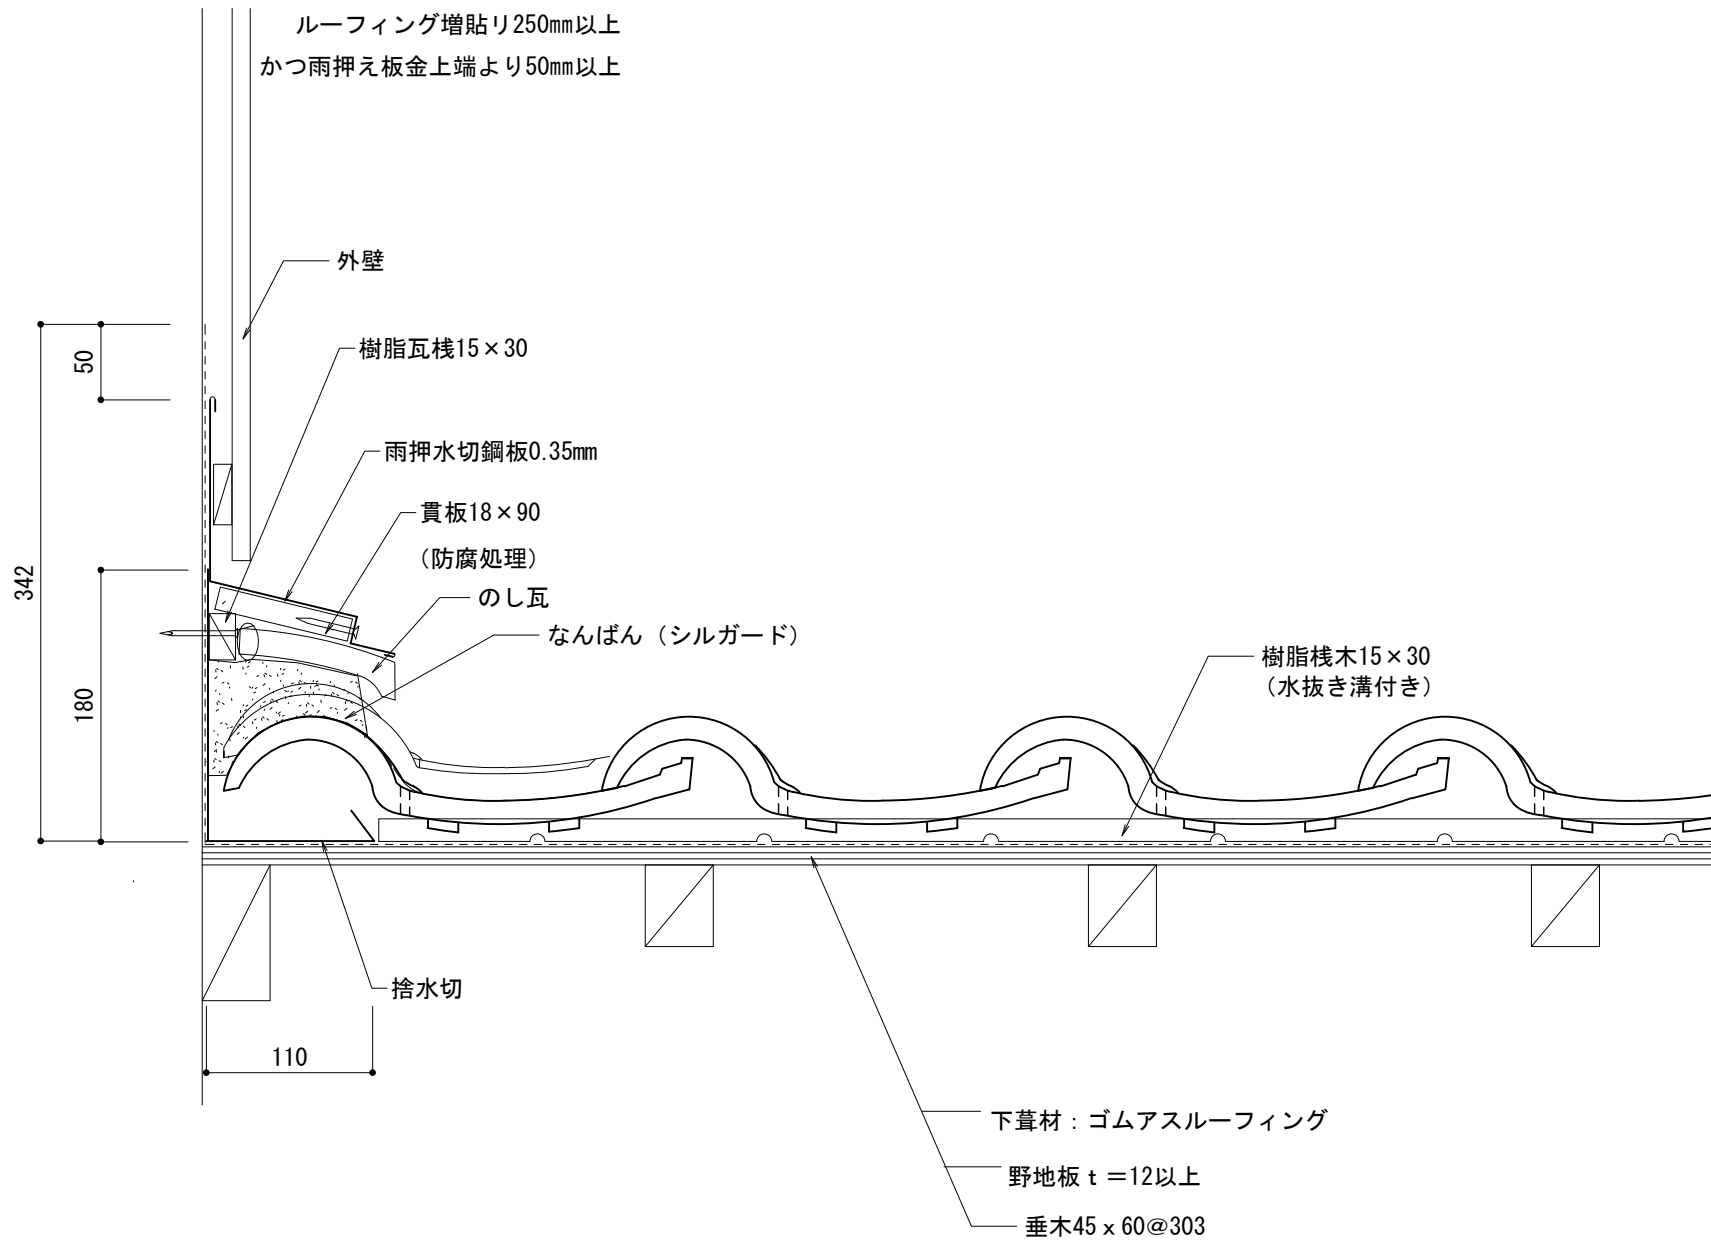 ルーフィング増貼リ250mm以上
かつ雨押え板金上端より50mm以上
外壁
樹脂瓦桟15×30
50
雨押水切鋼板0.35mm
貫板18×90
（防腐処理）
のし瓦
なんばん（シルガード）
342
180
樹脂桟木15×30
（水抜き溝付き）
捨水切
110
下葺材：ゴムアスルーフィング
野地板ｔ＝12以上
垂木45ｘ60@303